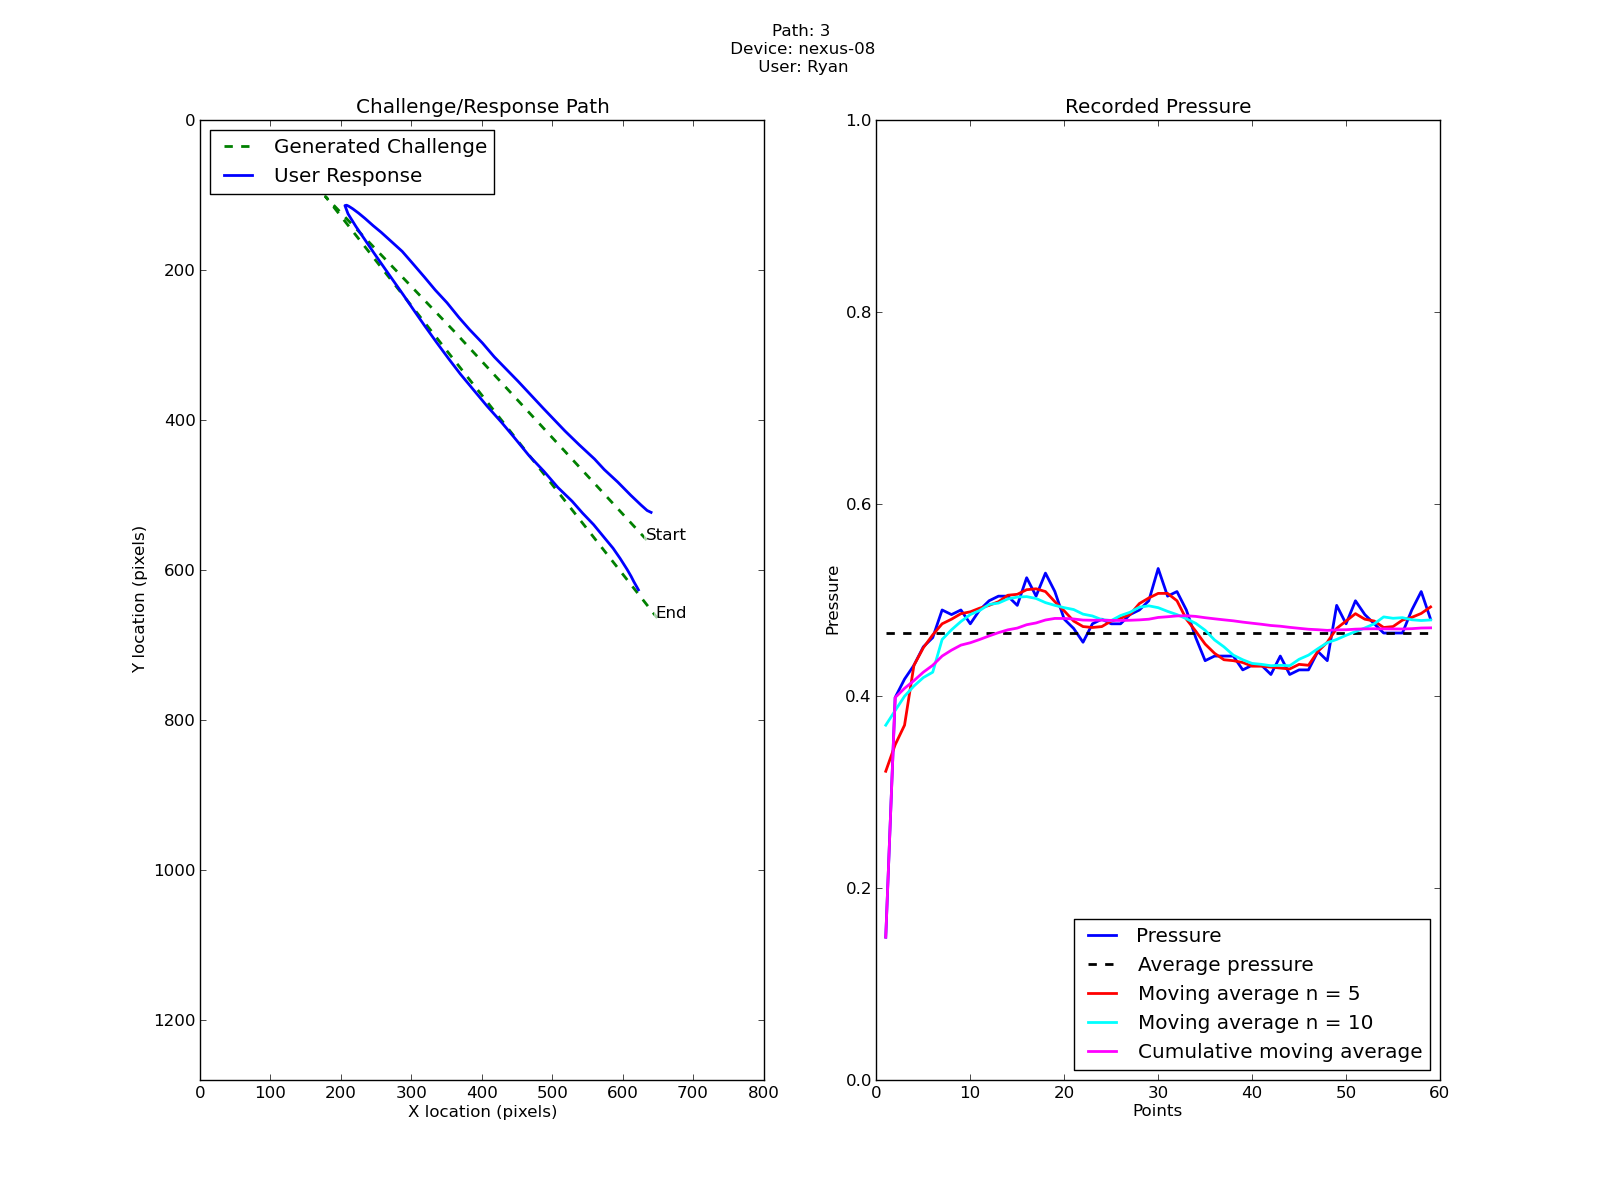 Path: 3
Device: nexus-08
User: Ryan
Challenge/Response Path
Generated Challenge
User Response
0
200
400
600
800
1000
1200
Y location (pixels)
Start
End
0 100 200 300 400 500 600 700 800
X location (pixels)
Recorded Pressure
1.0
0.8
0.6
0.4
0.2
0.0
Pressure
Pressure
Average pressure
Moving average n = 5
Moving average n = 10
Cumulative moving average
0 10 20 30 40 50 60
Points